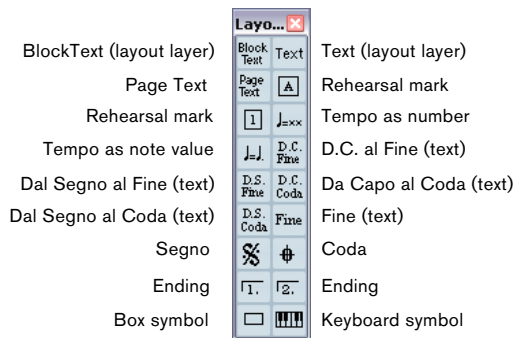 Layo...
BlockText (layout layer) Block Text Text Text (layout layer)
Page Text Page Text A Rehearsal mark
Rehearsal mark 1 ♩=×× Tempo as number
Tempo as note value ♩=♩. D.C. Fine D.C. al Fine (text)
Dal Segno al Fine (text) D.S. Fine D.C. Coda Da Capo al Coda (text)
Dal Segno al Coda (text) D.S. Coda Fine Fine (text)
Segno Coda
Ending 1. 2. Ending
Box symbol Keyboard symbol